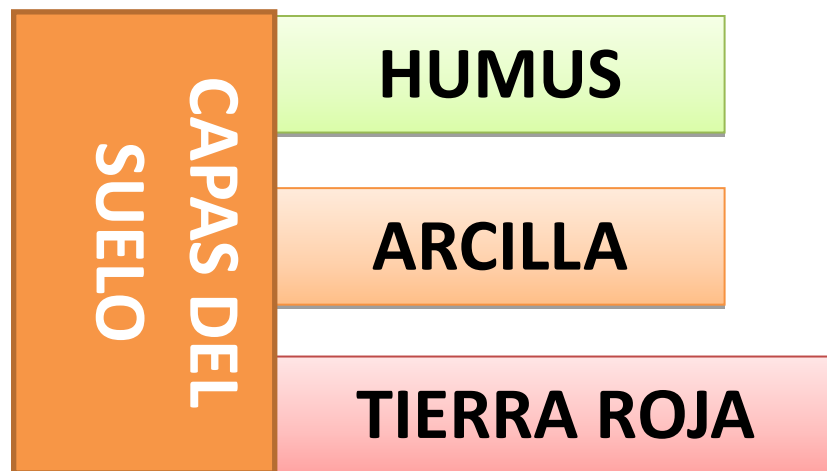 CAPAS DEL
SUELO
HUMUS
ARCILLA
TIERRA ROJA